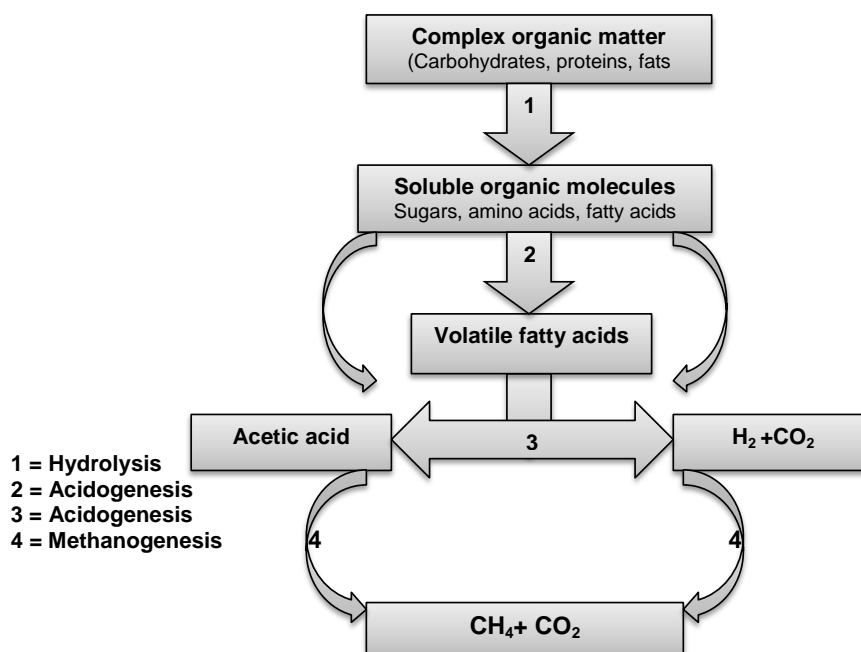 Complex organic matter
(Carbohydrates, proteins, fats
1
Soluble organic molecules
Sugars, amino acids, fatty acids
2
Volatile fatty acids
Acetic acid
3
H₂ +CO₂
1 = Hydrolysis
2 = Acidogenesis
3 = Acidogenesis
4 = Methanogenesis
4
4
CH₄+ CO₂